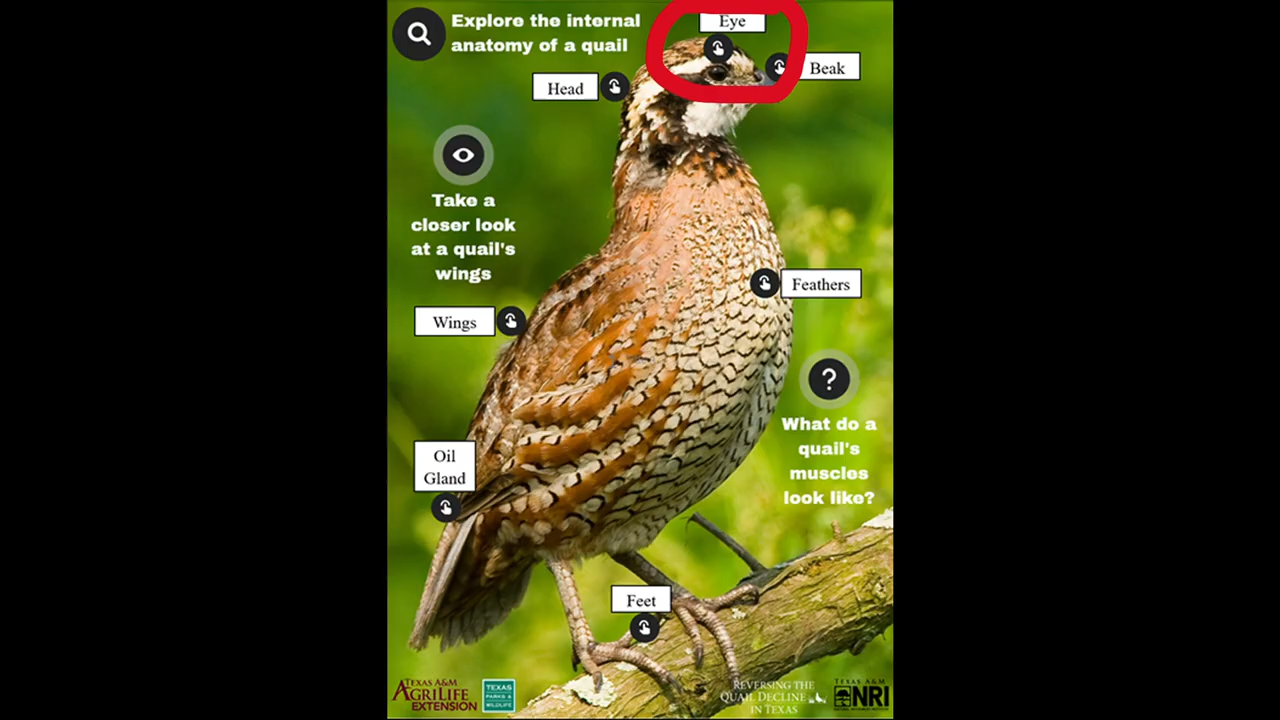 Explore the internal
anatomy of a quail
Eye
Beak
Head
Take a
closer look
at a quail's
wings
Feathers
Wings
What do a
quail's
muscles
look like?
Oil
Gland
Feet
TEXAS A&M
AGRILIFE
EXTENSION
TEXAS
PARKS &
WILDLIFE
REVERSING THE
QUAIL DECLINE
IN TEXAS
TEXAS A&M
NRI